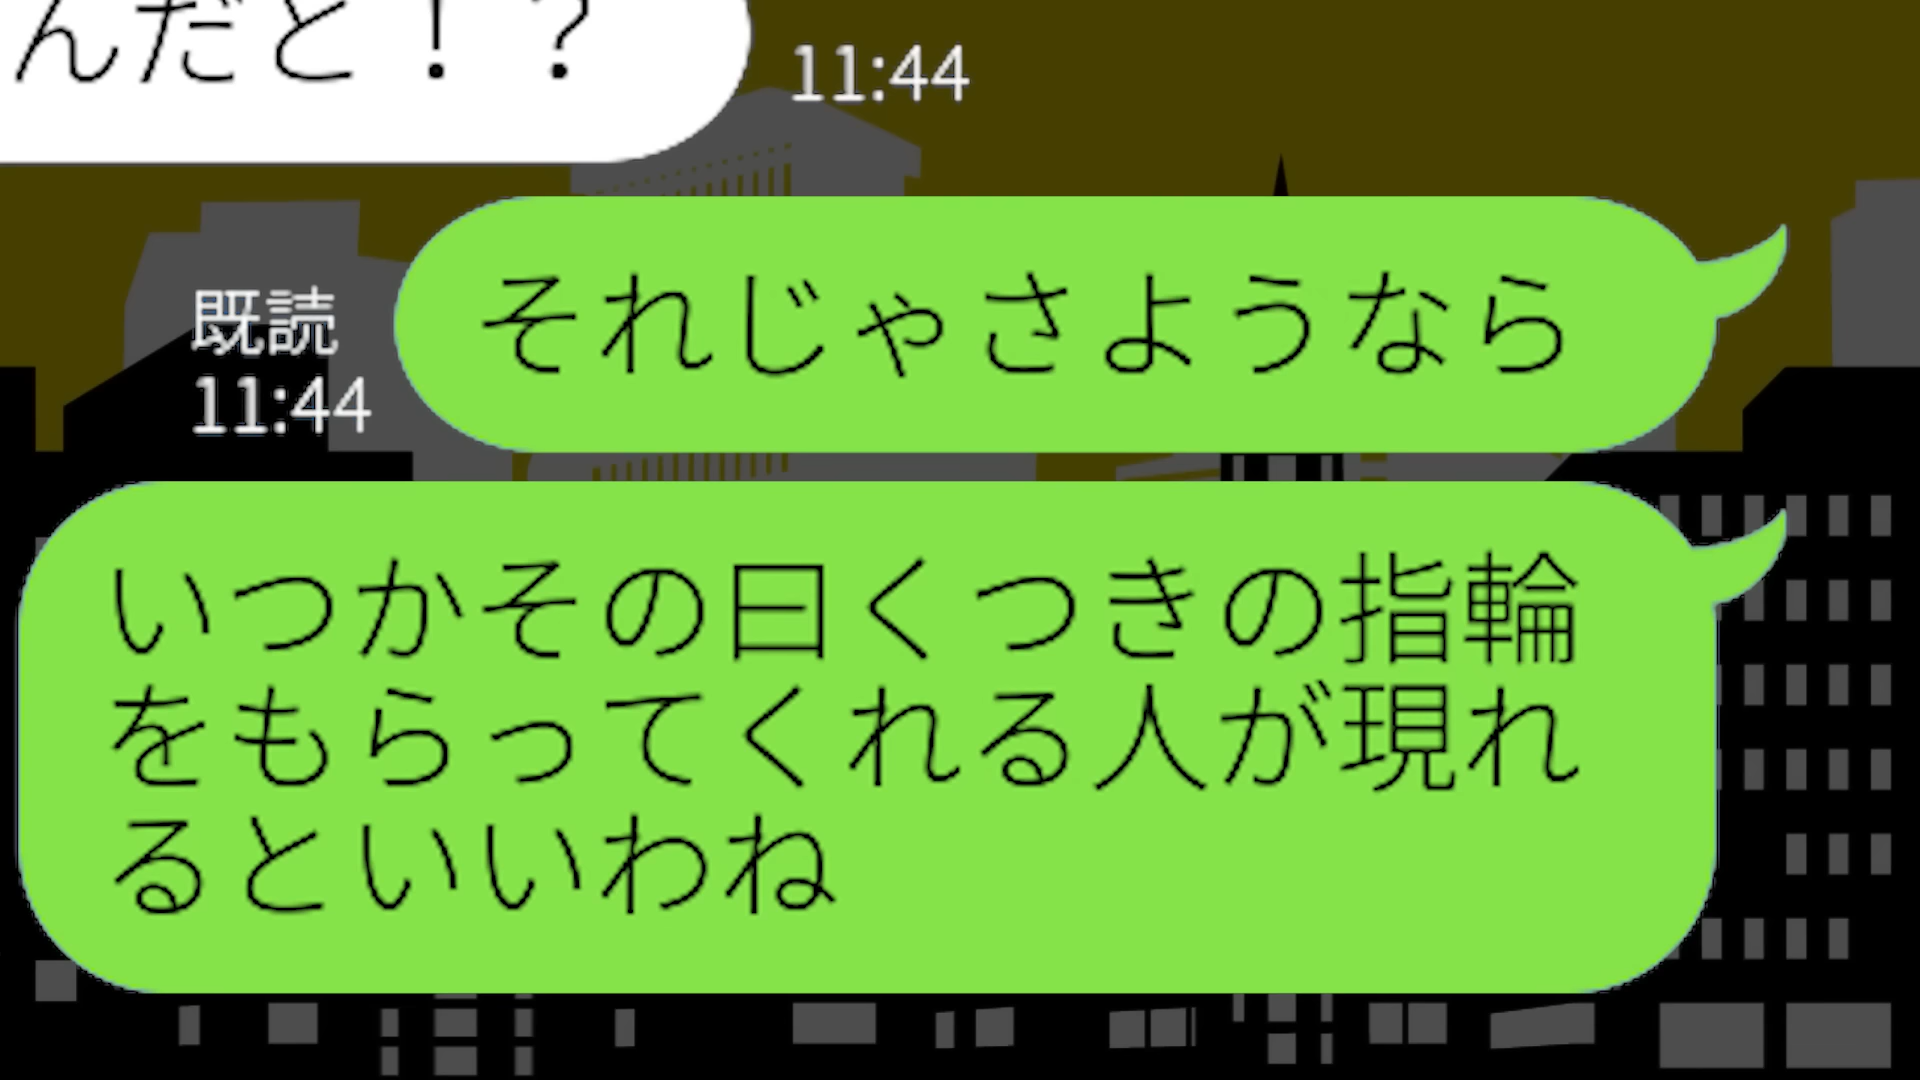 んだと！？
11:44
それじゃさようなら
既読
11:44
いつかその曰くつきの指輪
をもらってくれる人が現れ
るといいわね